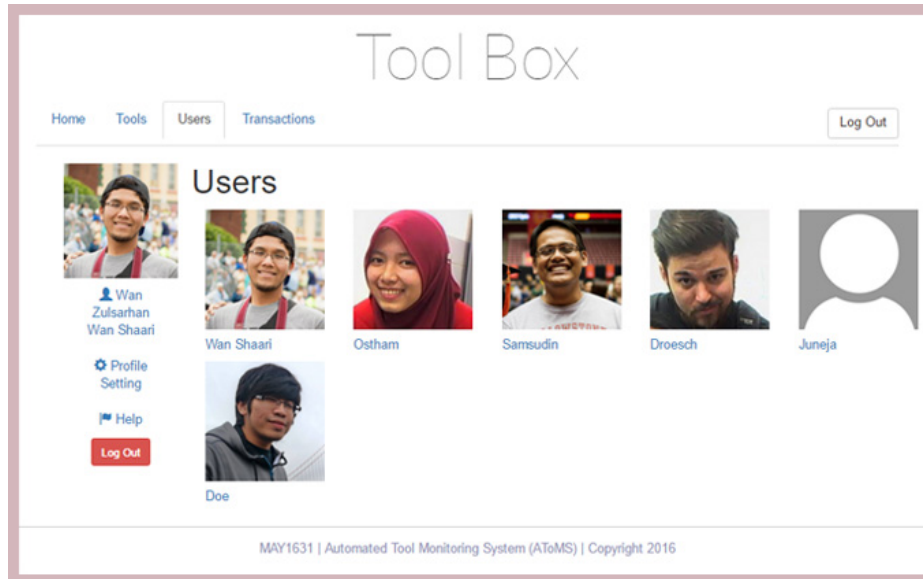 Tool Box
Home Tools Users Transactions Log Out
Users
Wan
Zulsarhan
Wan Shaari
Profile
Setting
Help
Log Out
Wan Shaari Ostham Samsudin Droesch Juneja
Doe
MAY1631 | Automated Tool Monitoring System (AToMS) | Copyright 2016